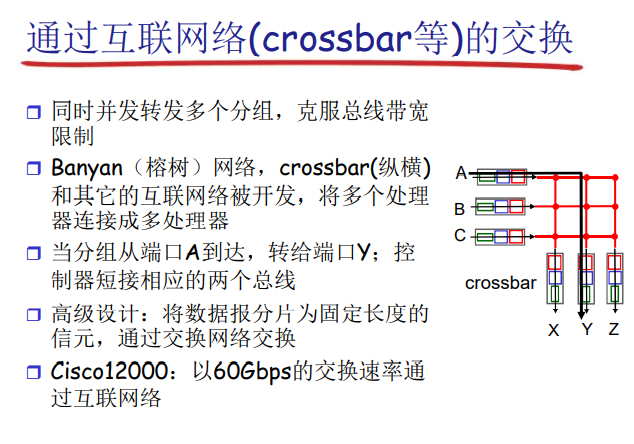 通过互联网络(crossbar等)的交换
同时并发转发多个分组，克服总线带宽
限制
Banyan（榕树）网络，crossbar(纵横)
和其它的互联网络被开发，将多个处理
器连接成多处理器
当分组从端口A到达，转给端口Y；控
制器短接相应的两个总线
高级设计：将数据报分片为固定长度的
信元，通过交换网络交换
Cisco12000：以60Gbps的交换速率通
过互联网络
A
B
C
crossbar
X Y Z